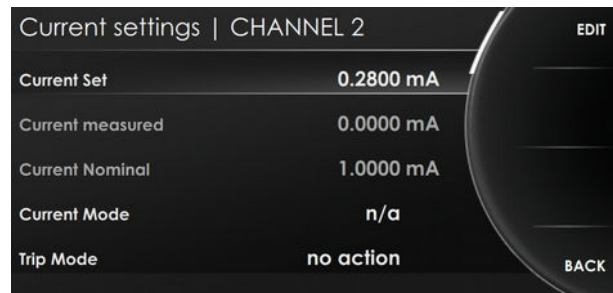 Current settings | CHANNEL 2
EDIT
Current Set 0.2800 mA
Current measured 0.0000 mA
Current Nominal 1.0000 mA
Current Mode n/a
Trip Mode no action
BACK